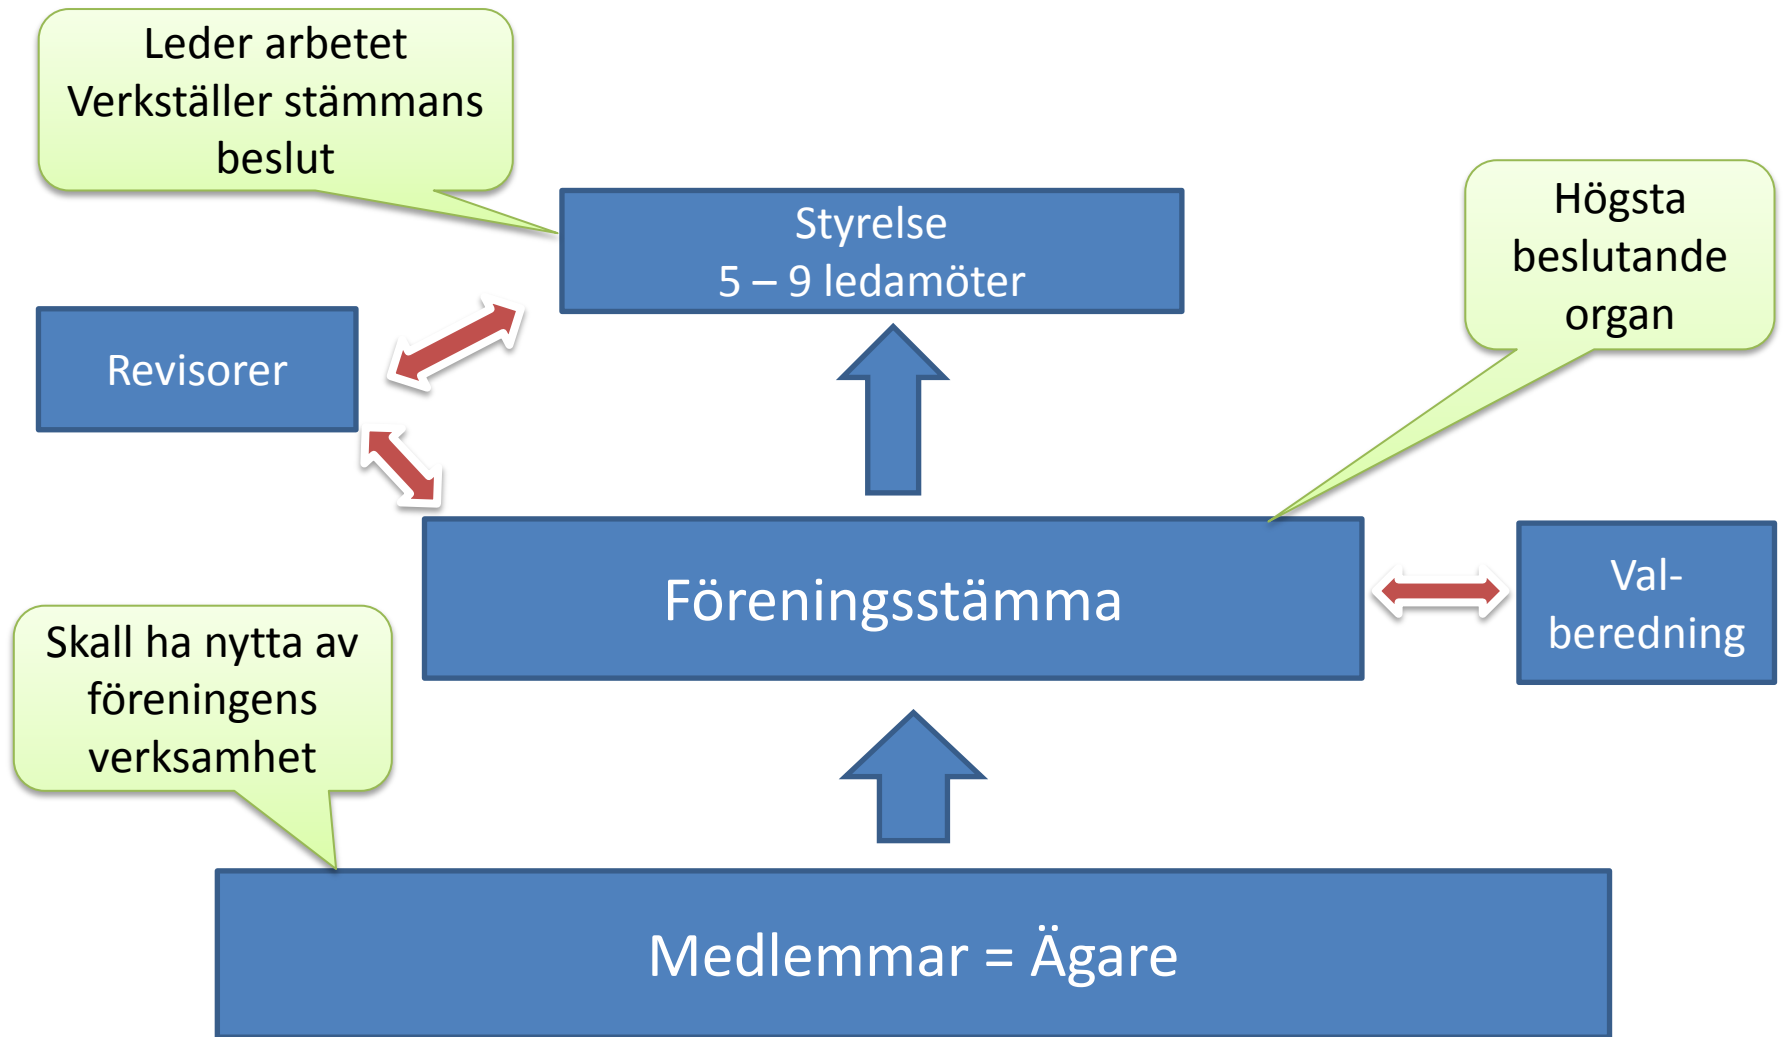 Leder arbetet
Verkställer stämmans
beslut
Styrelse
5 – 9 ledamöter
Högsta
beslutande
organ
Revisorer
Föreningsstämma
Val-
beredning
Skall ha nytta av
föreningens
verksamhet
Medlemmar = Ägare